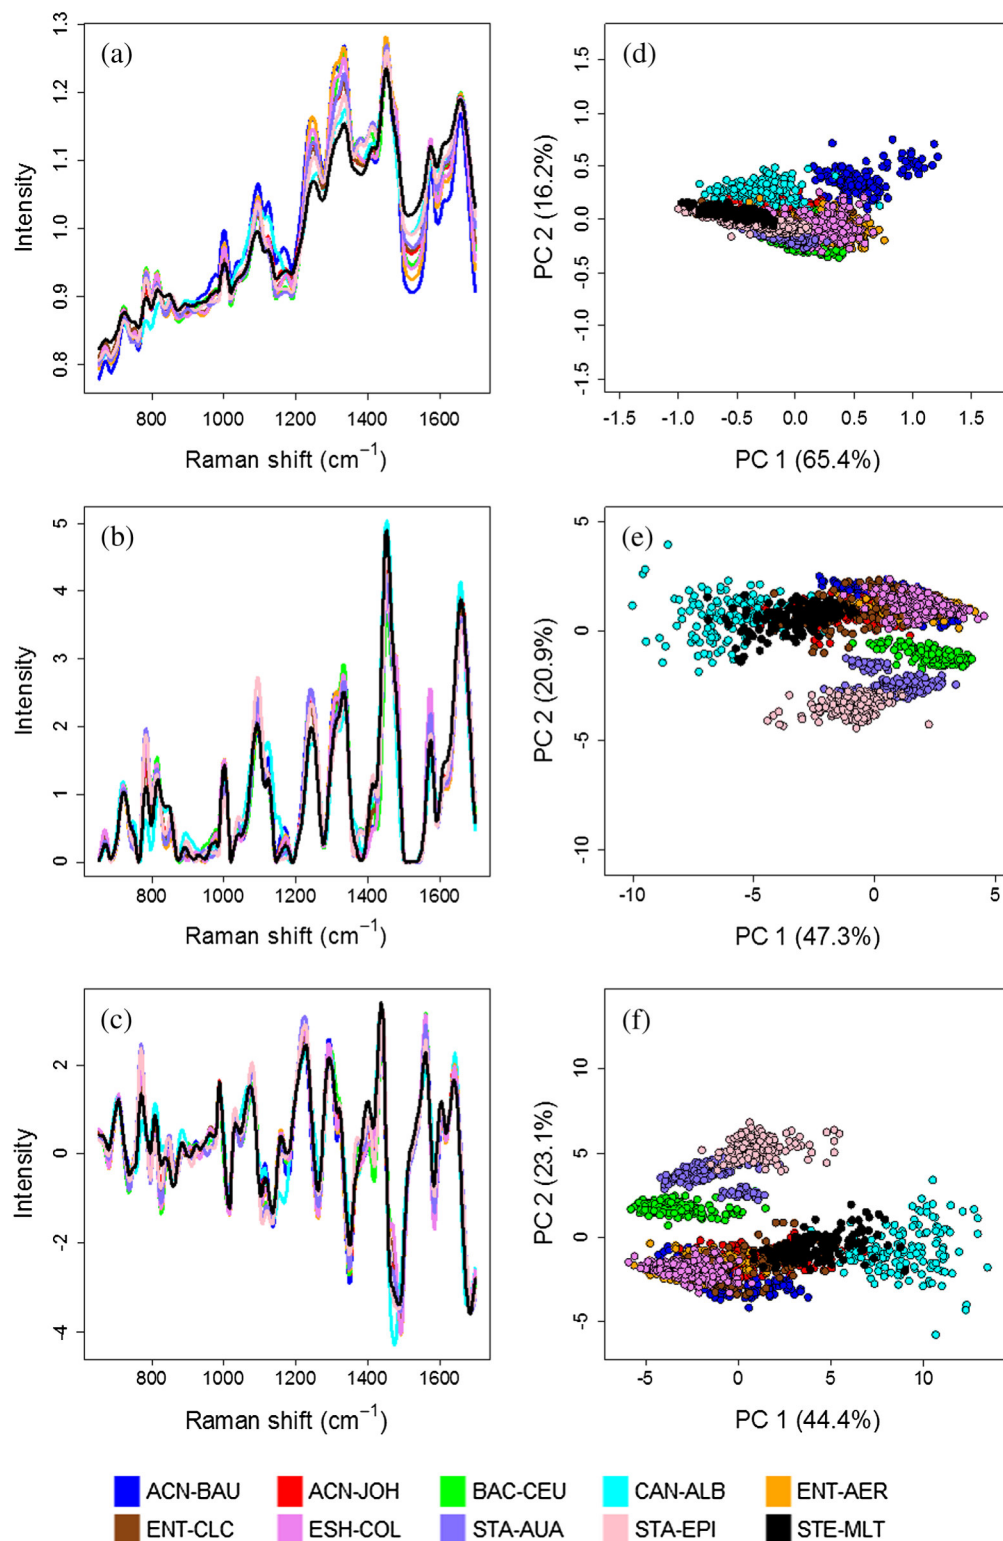 (a)
Intensity
1.3
1.2
1.1
1.0
0.9
0.8
800 1000 1200 1400 1600
Raman shift (cm⁻¹)
(d)
PC 2 (16.2%)
1.5
1.0
0.5
0.0
-0.5
-1.0
-1.5
-1.5 -1.0 -0.5 0.0 0.5 1.0 1.5
PC 1 (65.4%)
(b)
Intensity
5
4
3
2
1
0
800 1000 1200 1400 1600
Raman shift (cm⁻¹)
(e)
PC 2 (20.9%)
5
0
-5
-10
-10 -5 0 5
PC 1 (47.3%)
(c)
Intensity
2
0
-2
-4
800 1000 1200 1400 1600
Raman shift (cm⁻¹)
(f)
PC 2 (23.1%)
10
5
0
-5
-5 0 5 10
PC 1 (44.4%)
ACN-BAU ACN-JOH BAC-CEU CAN-ALB ENT-AER
ENT-CLC ESH-COL STA-AUA STA-EPI STE-MLT